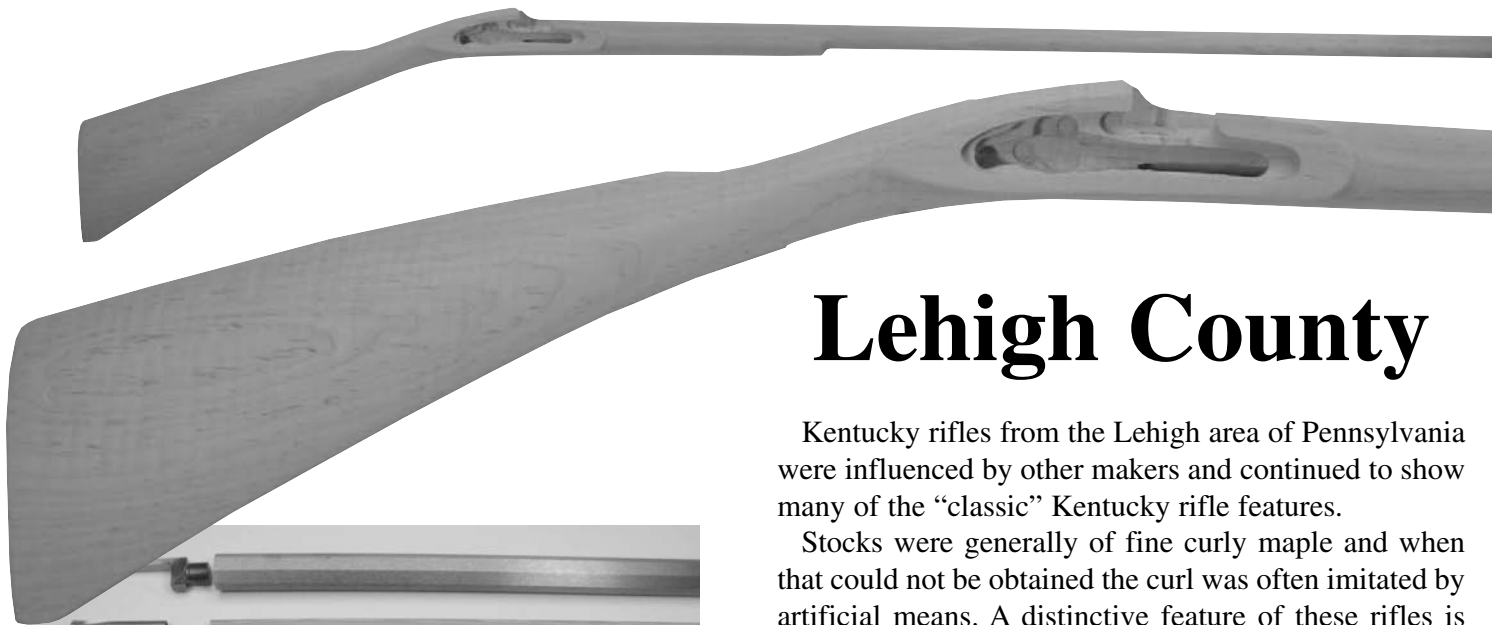 Lehigh County
Kentucky rifles from the Lehigh area of Pennsylvania
were influenced by other makers and continued to show
many of the “classic” Kentucky rifle features.
Stocks were generally of fine curly maple and when
that could not be obtained the curl was often imitated by
artificial means. A distinctive feature of these rifles is